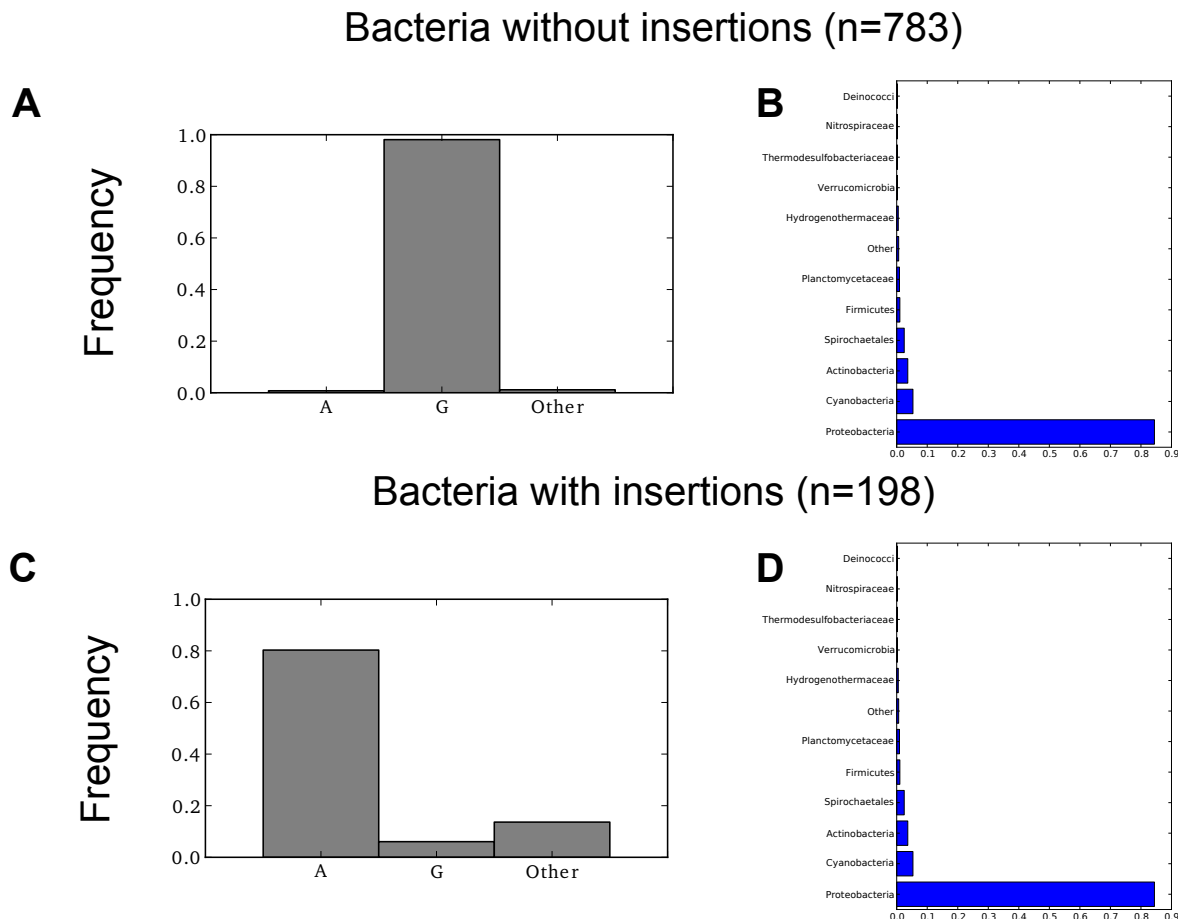 Bacteria without insertions (n=783)
A
Frequency
1.0
0.8
0.6
0.4
0.2
0.0
A G Other
B
Deinococci
Nitrospiraceae
Thermodesulfobacteriaceae
Verrucomicrobia
Hydrogenothermaceae
Other
Planctomycetaceae
Firmicutes
Spirochaetales
Actinobacteria
Cyanobacteria
Proteobacteria
0.0 0.1 0.2 0.3 0.4 0.5 0.6 0.7 0.8 0.9
Bacteria with insertions (n=198)
C
Frequency
1.0
0.8
0.6
0.4
0.2
0.0
A G Other
D
Deinococci
Nitrospiraceae
Thermodesulfobacteriaceae
Verrucomicrobia
Hydrogenothermaceae
Other
Planctomycetaceae
Firmicutes
Spirochaetales
Actinobacteria
Cyanobacteria
Proteobacteria
0.0 0.1 0.2 0.3 0.4 0.5 0.6 0.7 0.8 0.9